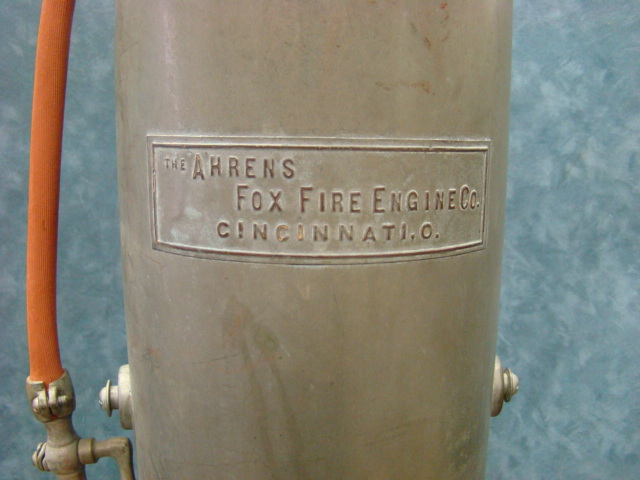 THE AHRENS
FOX FIRE ENGINE CO.
CINCINNATI, O.